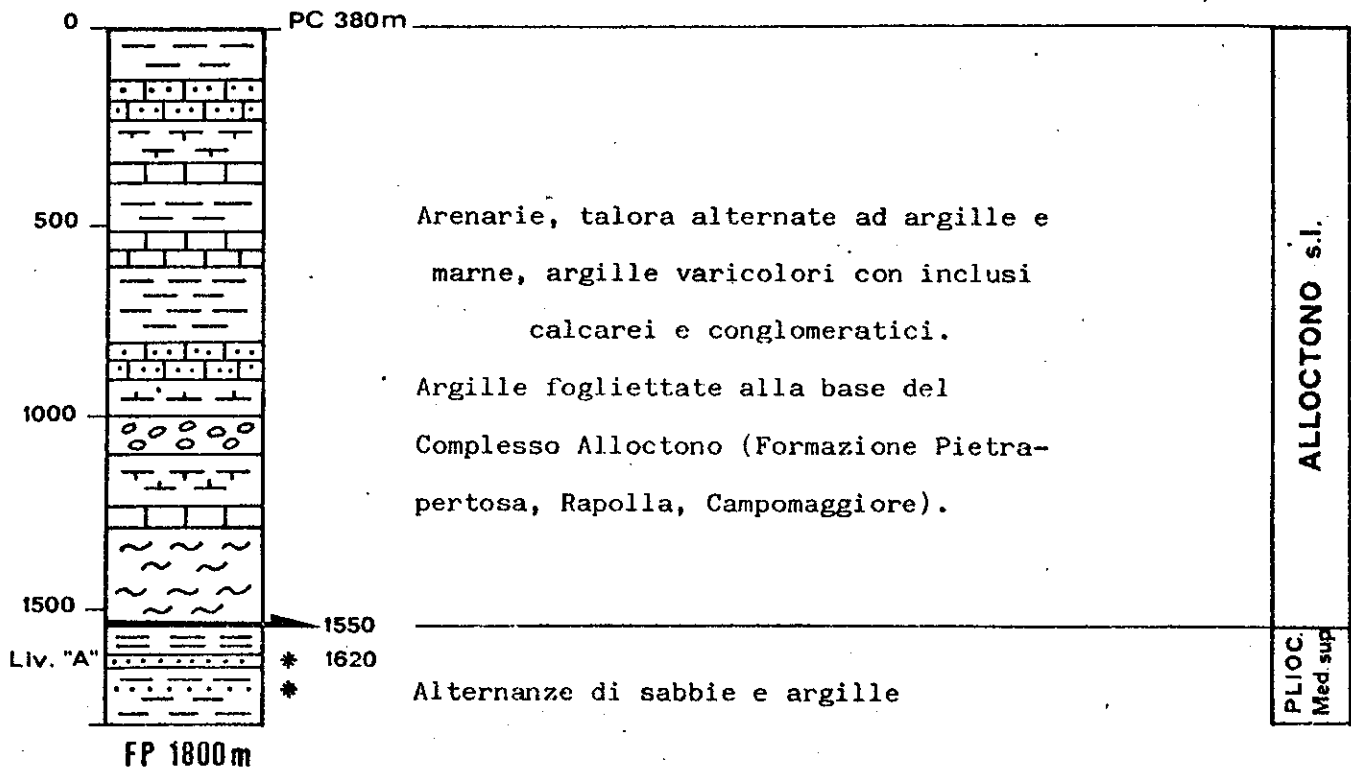 0
PC 380m
500
Arenarie, talora alternate ad argille e
marne, argille varicolori con inclusi
calcarei e conglomeratici.
Argille fogliettate alla base del
1000
Complesso Alloctono (Formazione Pietra-
pertosa, Rapolla, Campomaggiore).
ALLOCTONO s.l.
1500
1550
Liv. "A"
* 1620
*
Alternanze di sabbie e argille
PLIOC.
Med. sup
FP 1800m